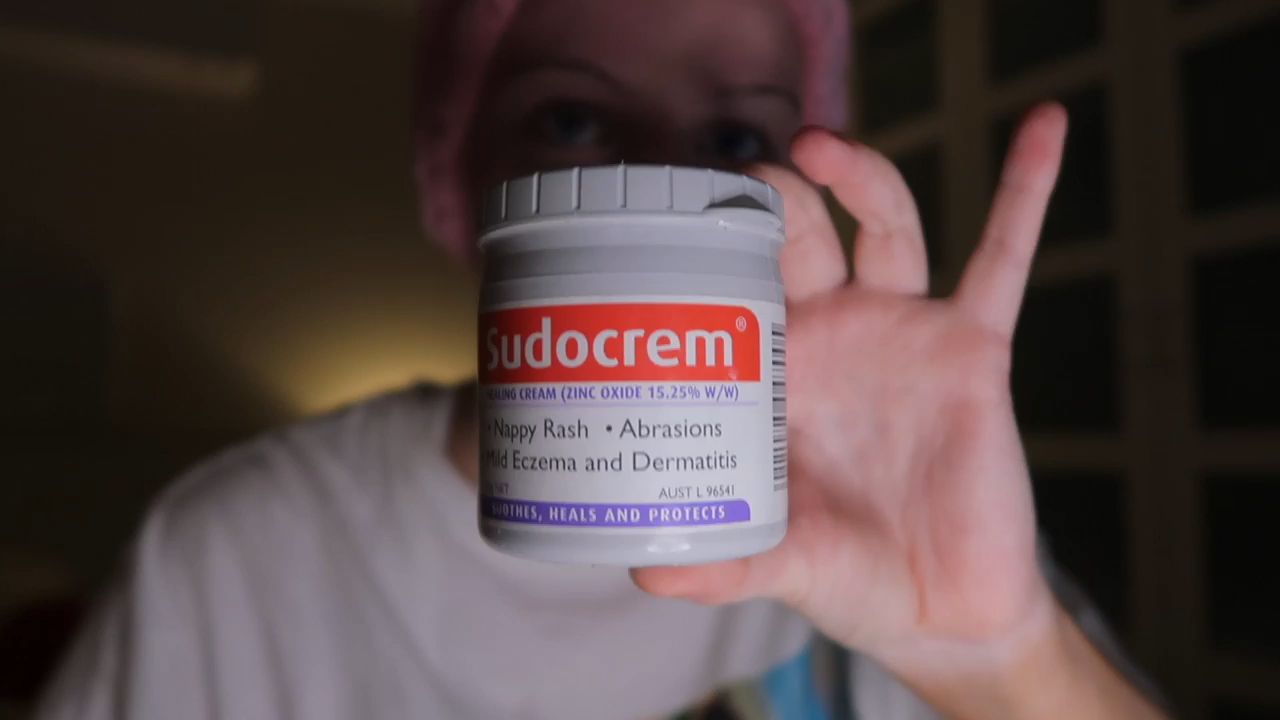 Sudocrem®
HEALING CREAM (ZINC OXIDE 15.25% W/W)
• Nappy Rash • Abrasions
Mild Eczema and Dermatitis
NET AUST L 96541
SOOTHES, HEALS AND PROTECTS